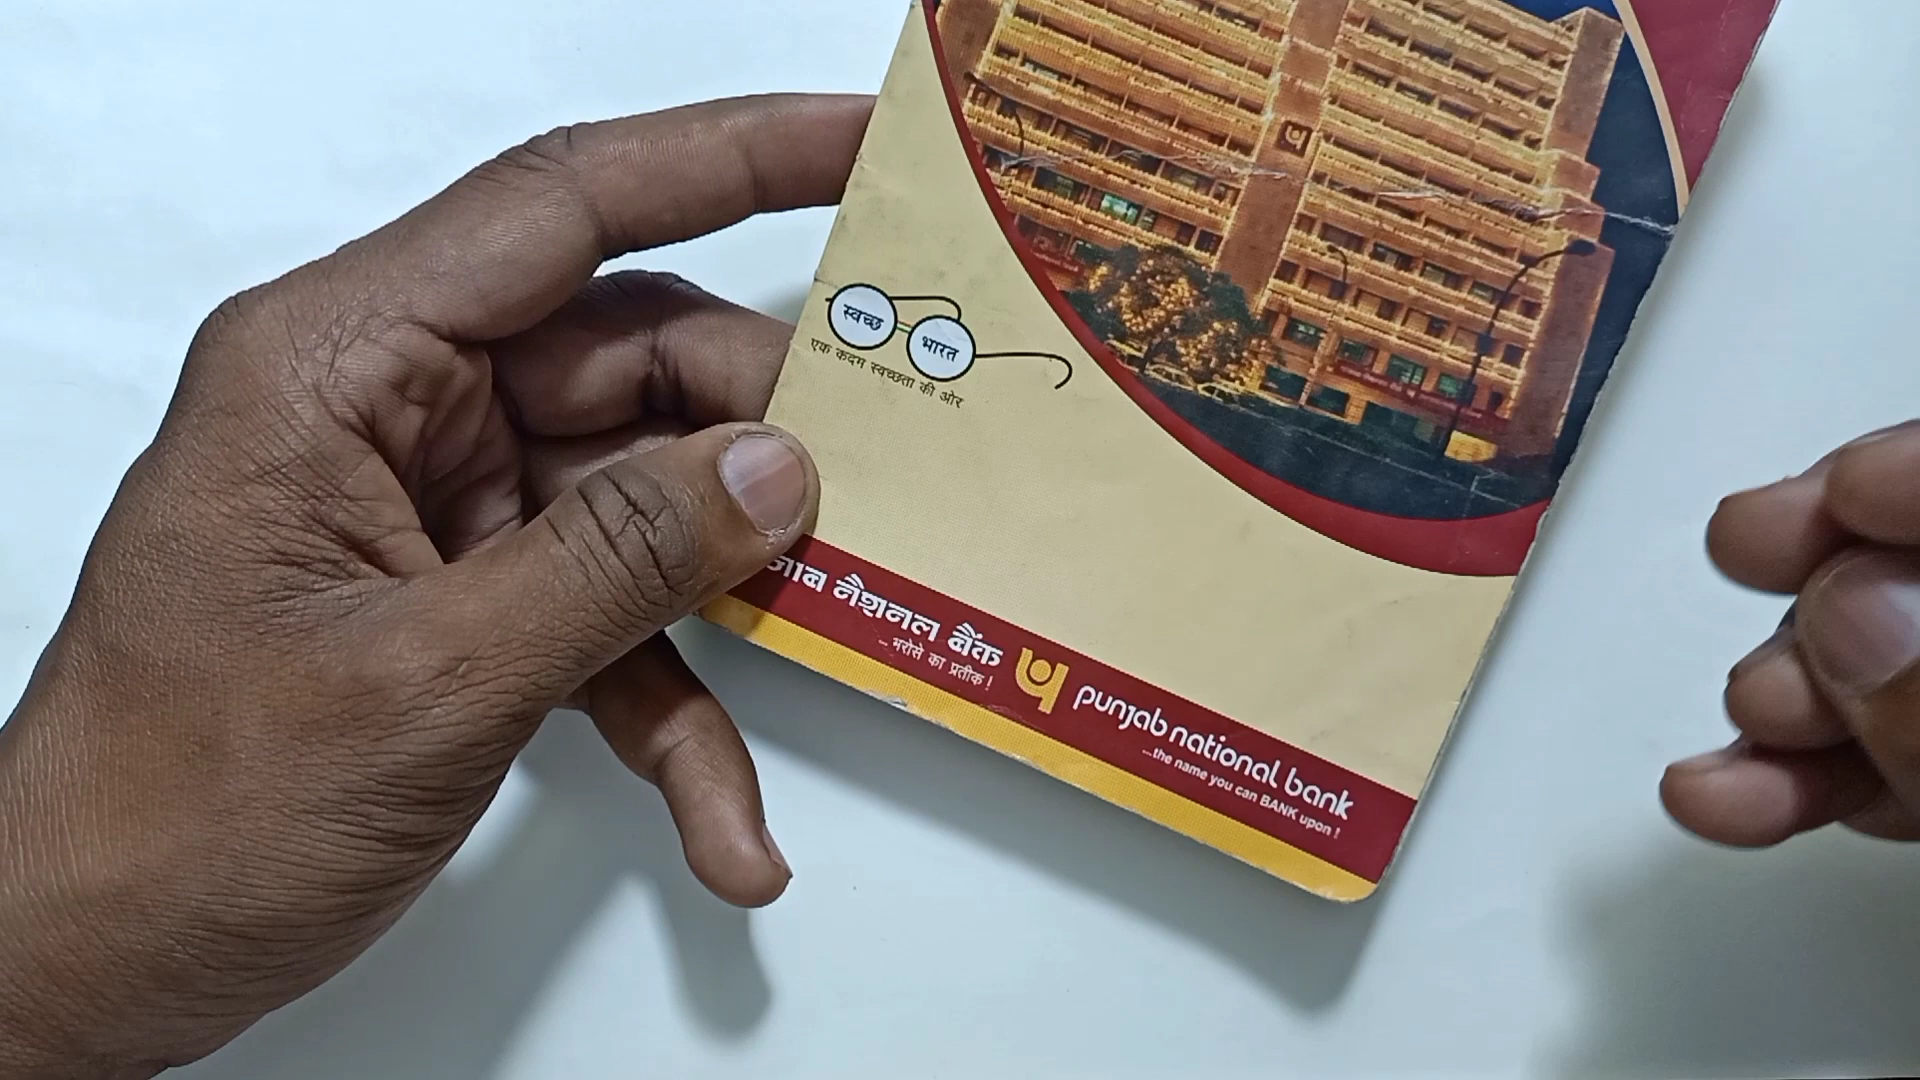 स्वच्छ भारत
एक कदम स्वच्छता की ओर
नैशनल बैंक
... भरोसे का प्रतीक !
punjab national bank
...the name you can BANK upon !